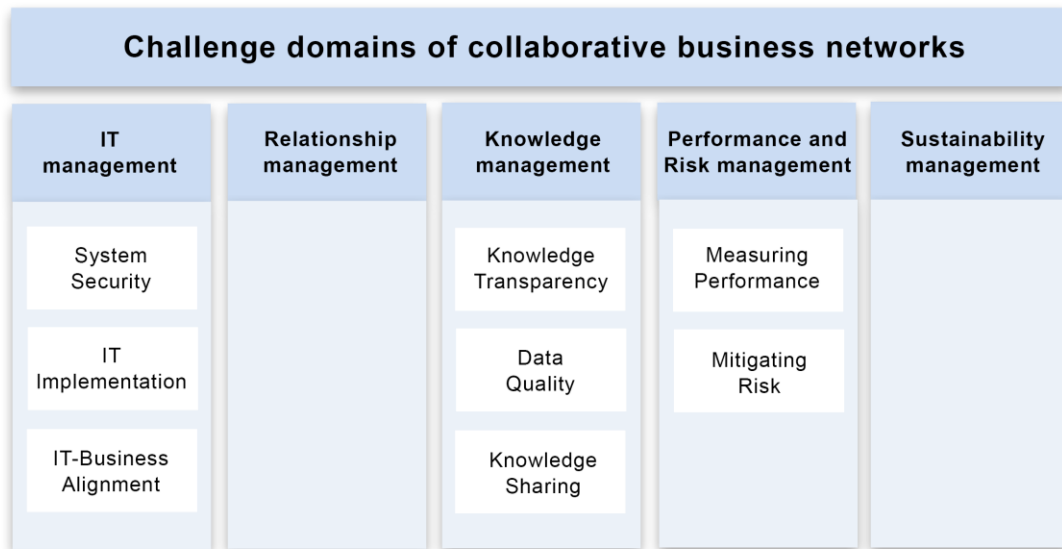 Challenge domains of collaborative business networks
IT
management
Relationship
management
Knowledge
management
Performance and
Risk management
Sustainability
management
System
Security
IT
Implementation
IT-Business
Alignment
Knowledge
Transparency
Data
Quality
Knowledge
Sharing
Measuring
Performance
Mitigating
Risk